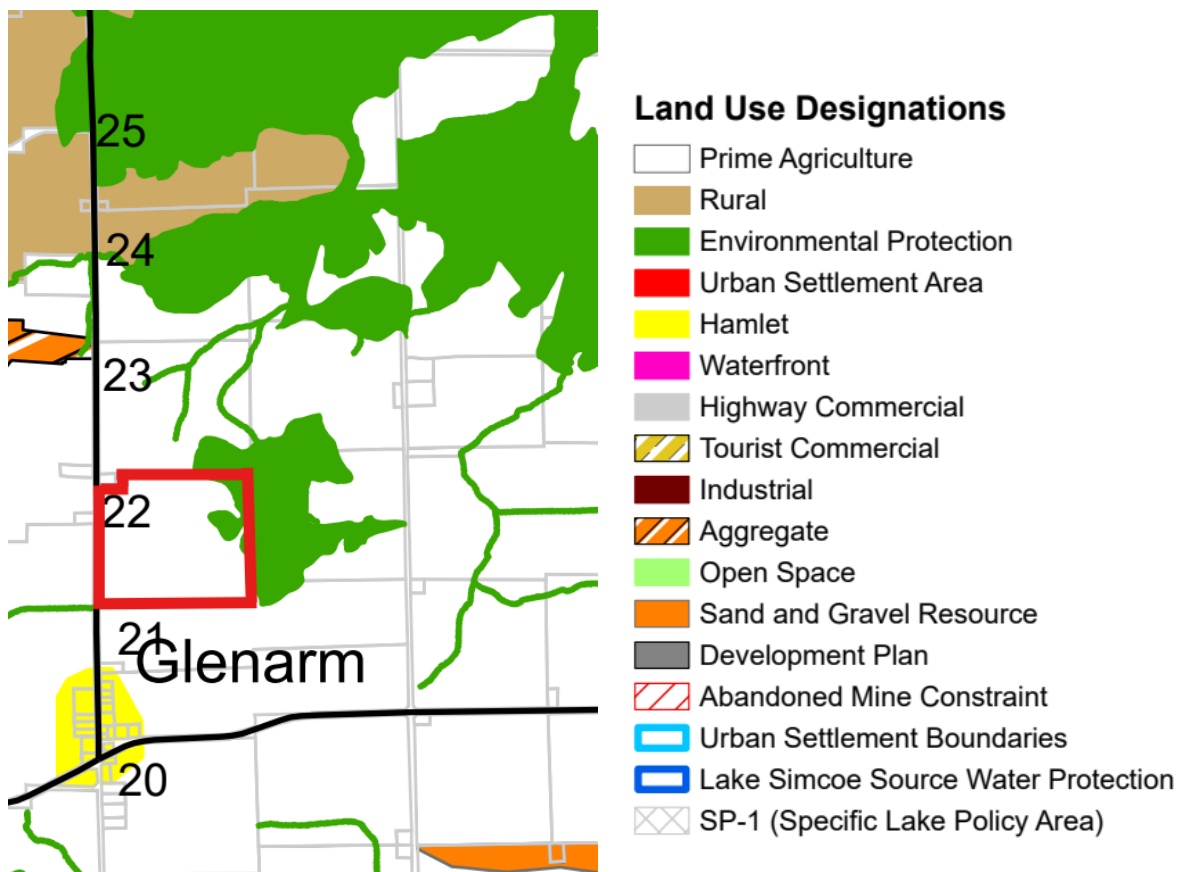 25
24
23
22
21
Glenarm
20
Land Use Designations
Prime Agriculture
Rural
Environmental Protection
Urban Settlement Area
Hamlet
Waterfront
Highway Commercial
Tourist Commercial
Industrial
Aggregate
Open Space
Sand and Gravel Resource
Development Plan
Abandoned Mine Constraint
Urban Settlement Boundaries
Lake Simcoe Source Water Protection
SP-1 (Specific Lake Policy Area)